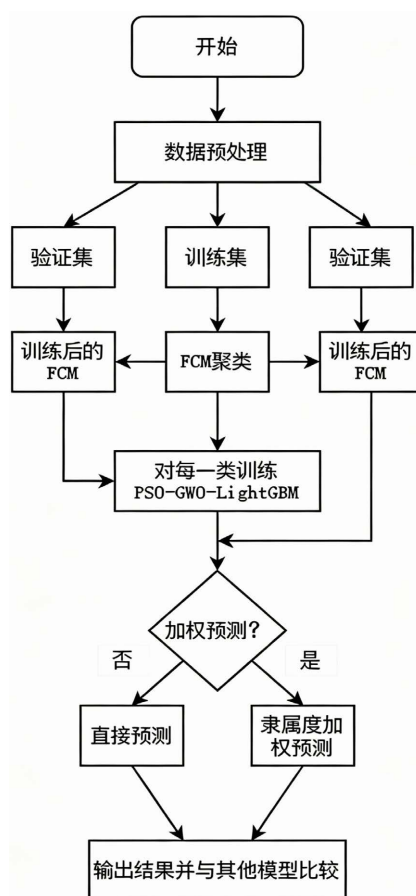 开始
数据预处理
验证集
训练集
验证集
训练后的
FCM
FCM聚类
训练后的
FCM
对每一类训练
PSO-GWO-LightGBM
加权预测?
否
是
直接预测
隶属度加
权预测
输出结果并与其他模型比较